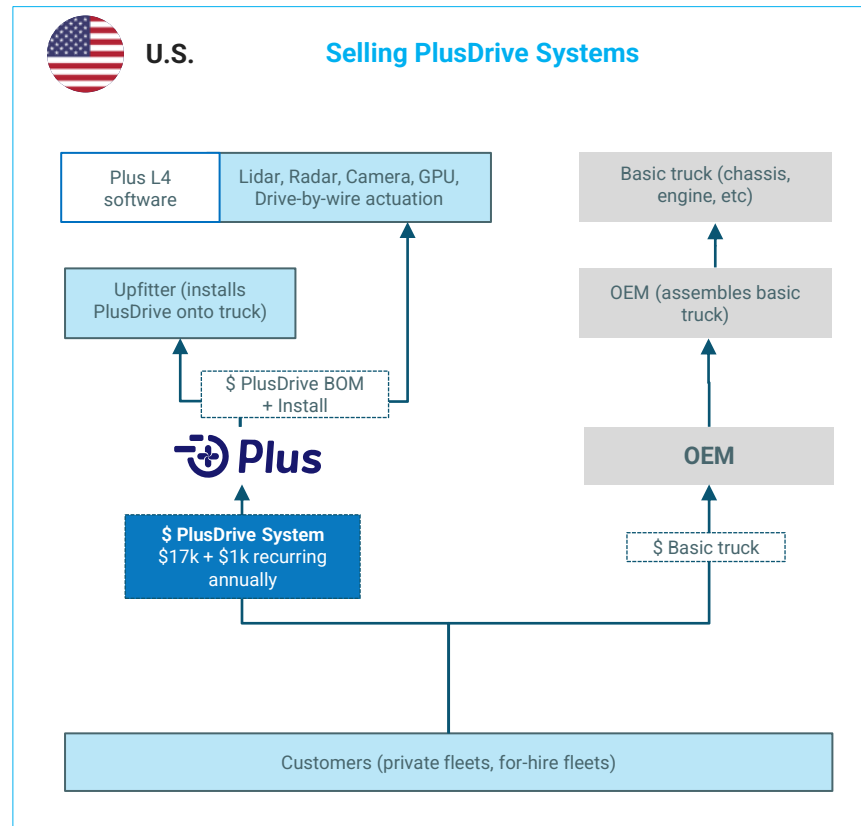 U.S.
Selling PlusDrive Systems
Plus L4
software
Lidar, Radar, Camera, GPU,
Drive-by-wire actuation
Basic truck (chassis,
engine, etc)
Upfitter (installs
PlusDrive onto truck)
OEM (assembles basic
truck)
$ PlusDrive BOM
+ Install
Plus
OEM
$ PlusDrive System
$17k + $1k recurring
annually
$ Basic truck
Customers (private fleets, for-hire fleets)